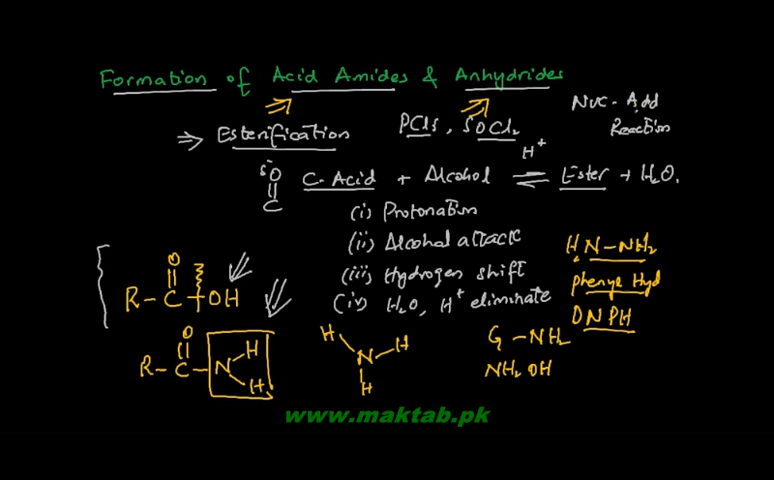 Formation of Acid Amides & Anhydrides
⇒ Esterification
PCl5, SOCl2
Nuc-Add
Reaction
H+
C-Acid + Alcohol ⇌ Ester + H2O.
δ- O
C
(i) Protonation
(ii) Alcohol attack
(iii) Hydrogen shift
(iv) H2O, H+ eliminate
O
R-C-OH
O
R-C-N
H
H
H
N
H
H
H2N-NH2
phenyl Hyd
DNPH
G-NH2
NH2OH
www.maktab.pk